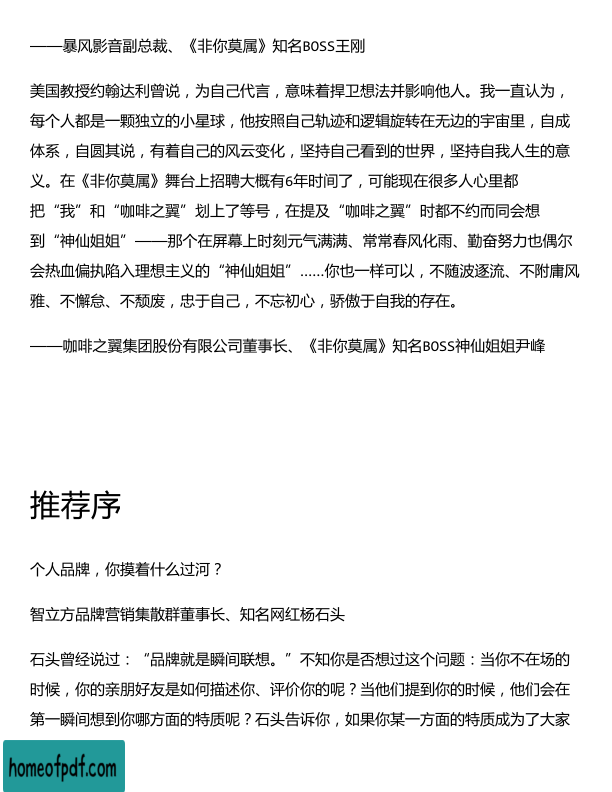 ——暴风影音副总裁、《非你莫属》知名BOSS王刚
美国教授约翰达利曾说，为自己代言，意味着捍卫想法并影响他人。我一直认为，
每个人都是一颗独立的小星球，他按照自己轨迹和逻辑旋转在无边的宇宙里，自成
体系，自圆其说，有着自己的风云变化，坚持自己看到的世界，坚持自我人生的意
义。在《非你莫属》舞台上招聘大概有6年时间了，可能现在很多人心里都
把“我”和“咖啡之翼”划上了等号，在提及“咖啡之翼”时都不约而同会想
到“神仙姐姐”——那个在屏幕上时刻元气满满、常常春风化雨、勤奋努力也偶尔
会热血偏执陷入理想主义的“神仙姐姐”……你也一样可以，不随波逐流、不附庸风
雅、不懈怠、不颓废，忠于自己，不忘初心，骄傲于自我的存在。
——咖啡之翼集团股份有限公司董事长、《非你莫属》知名BOSS神仙姐姐尹峰
推荐序
个人品牌，你摸着什么过河？
智立方品牌营销集散群董事长、知名网红杨石头
石头曾经说过：“品牌就是瞬间联想。”不知你是否想过这个问题：当你不在场的
时候，你的亲朋好友是如何描述你、评价你的呢？当他们提到你的时候，他们会在
第一瞬间想到你哪方面的特质呢？石头告诉你，如果你某一方面的特质成为了大家
homeofpdf.com